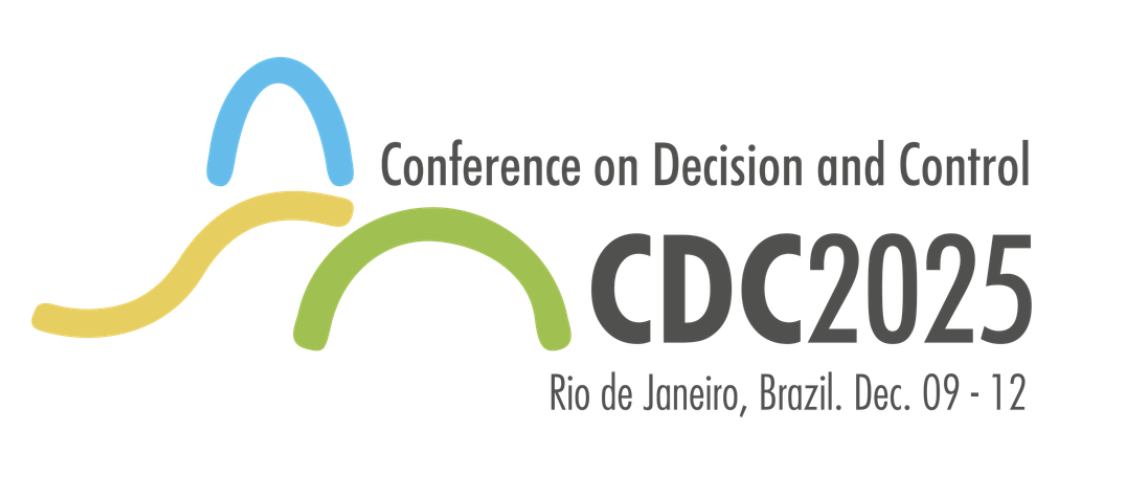 Conference on Decision and Control
CDC2025
Rio de Janeiro, Brazil. Dec. 09 - 12